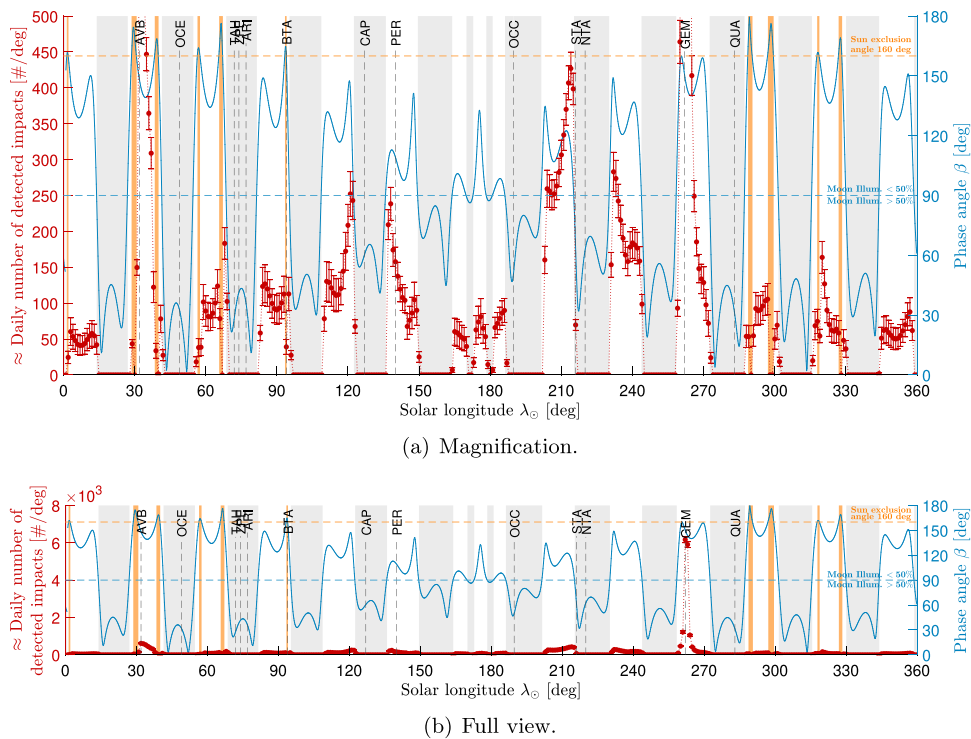 500
450
400
350
300
250
200
150
100
50
0
≈ Daily number of detected impacts [#/deg]
AVB
OCE
TAH
ARI
BTA
CAP
PER
OCC
STA
NTA
GEM
QUA
Sun exclusion
angle 160 deg
Moon Illum. < 50%
Moon Illum. > 50%
180
150
120
90
60
30
0
Phase angle β [deg]
0 30 60 90 120 150 180 210 240 270 300 330 360
Solar longitude λ☉ [deg]
(a) Magnification.
×10³
8
6
4
2
0
≈ Daily number of
detected impacts [#/deg]
AVB
OCE
TAH
ARI
BTA
CAP
PER
OCC
STA
NTA
GEM
QUA
Sun exclusion
angle 160 deg
Moon Illum. < 50%
Moon Illum. > 50%
180
150
120
90
60
30
0
Phase angle β [deg]
0 30 60 90 120 150 180 210 240 270 300 330 360
Solar longitude λ☉ [deg]
(b) Full view.